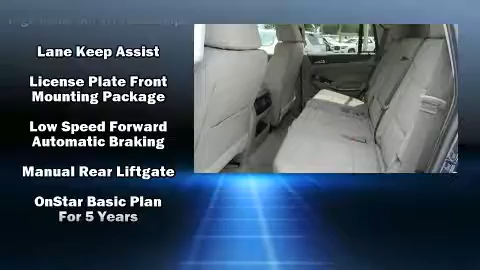 Lane Keep Assist
License Plate Front
Mounting Package
Low Speed Forward
Automatic Braking
Manual Rear Liftgate
OnStar Basic Plan
For 5 Years